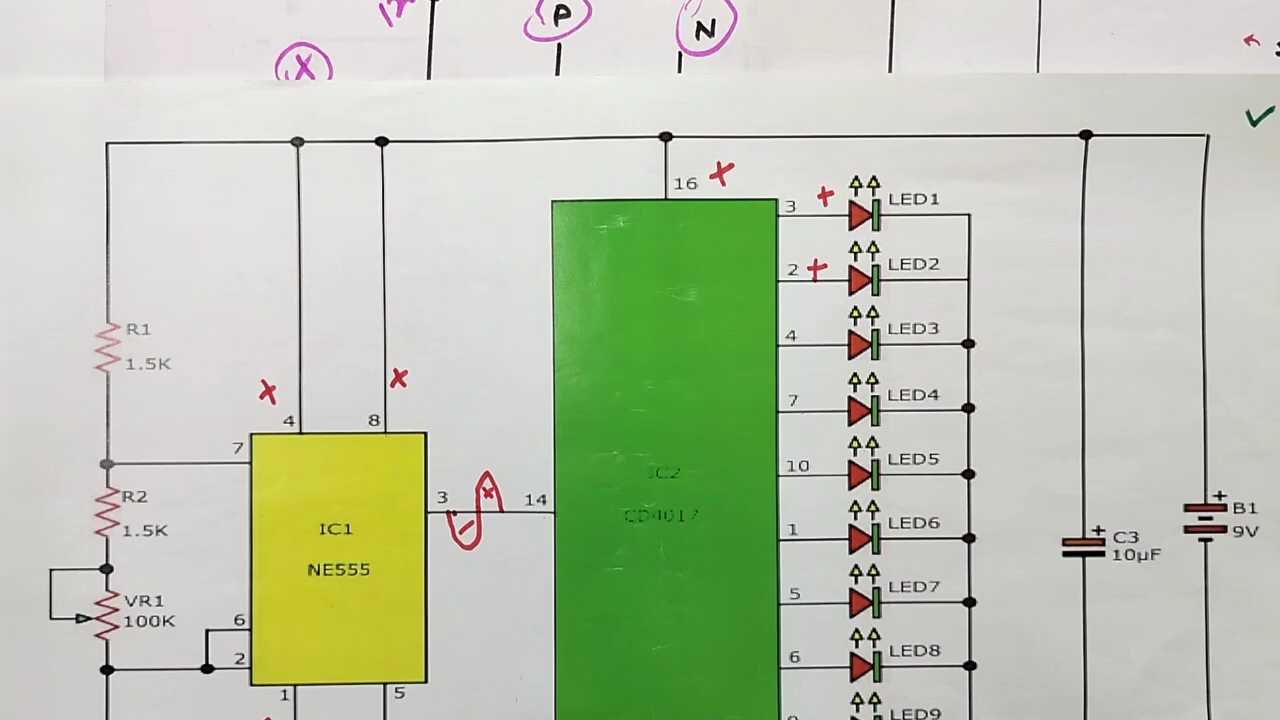 P
N
X
16
3
LED1
2
LED2
R1
1.5K
4
LED3
7
LED4
4
8
7
10
LED5
IC2
CD4017
R2
1.5K
3
14
IC1
NE555
1
LED6
B1
9V
C3
10µF
VR1
100K
5
LED7
6
2
6
LED8
1
5
LED9